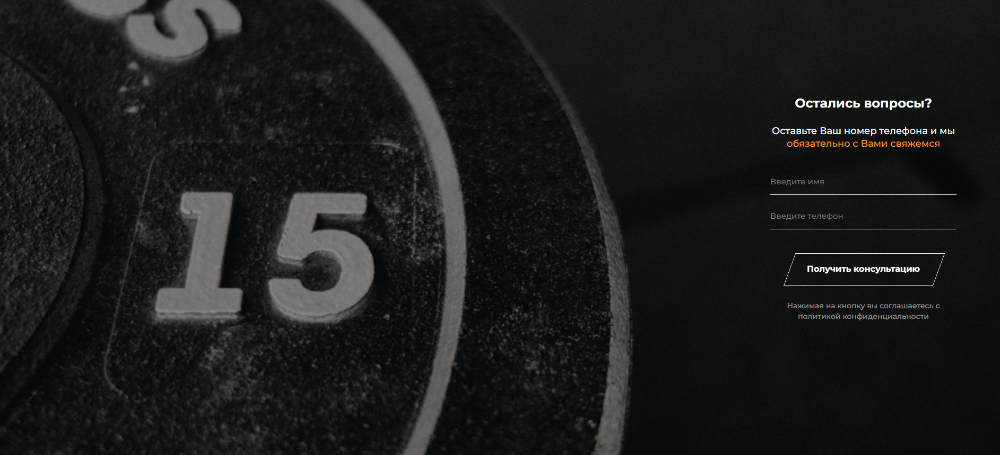 S
15
Остались вопросы?
Оставьте Ваш номер телефона и мы
обязательно с Вами свяжемся
Введите имя
Введите телефон
Получить консультацию
Нажимая на кнопку вы соглашаетесь с
политикой конфиденциальности